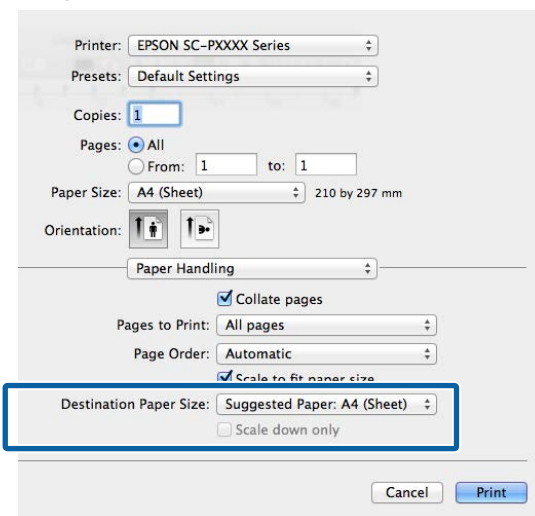 Printer: EPSON SC-PXXXX Series
Presets: Default Settings
Copies: 1
Pages: All
From: 1 to: 1
Paper Size: A4 (Sheet) 210 by 297 mm
Orientation:
Paper Handling
Collate pages
Pages to Print: All pages
Page Order: Automatic
Scale to fit paper size
Destination Paper Size: Suggested Paper: A4 (Sheet)
Scale down only
Cancel Print